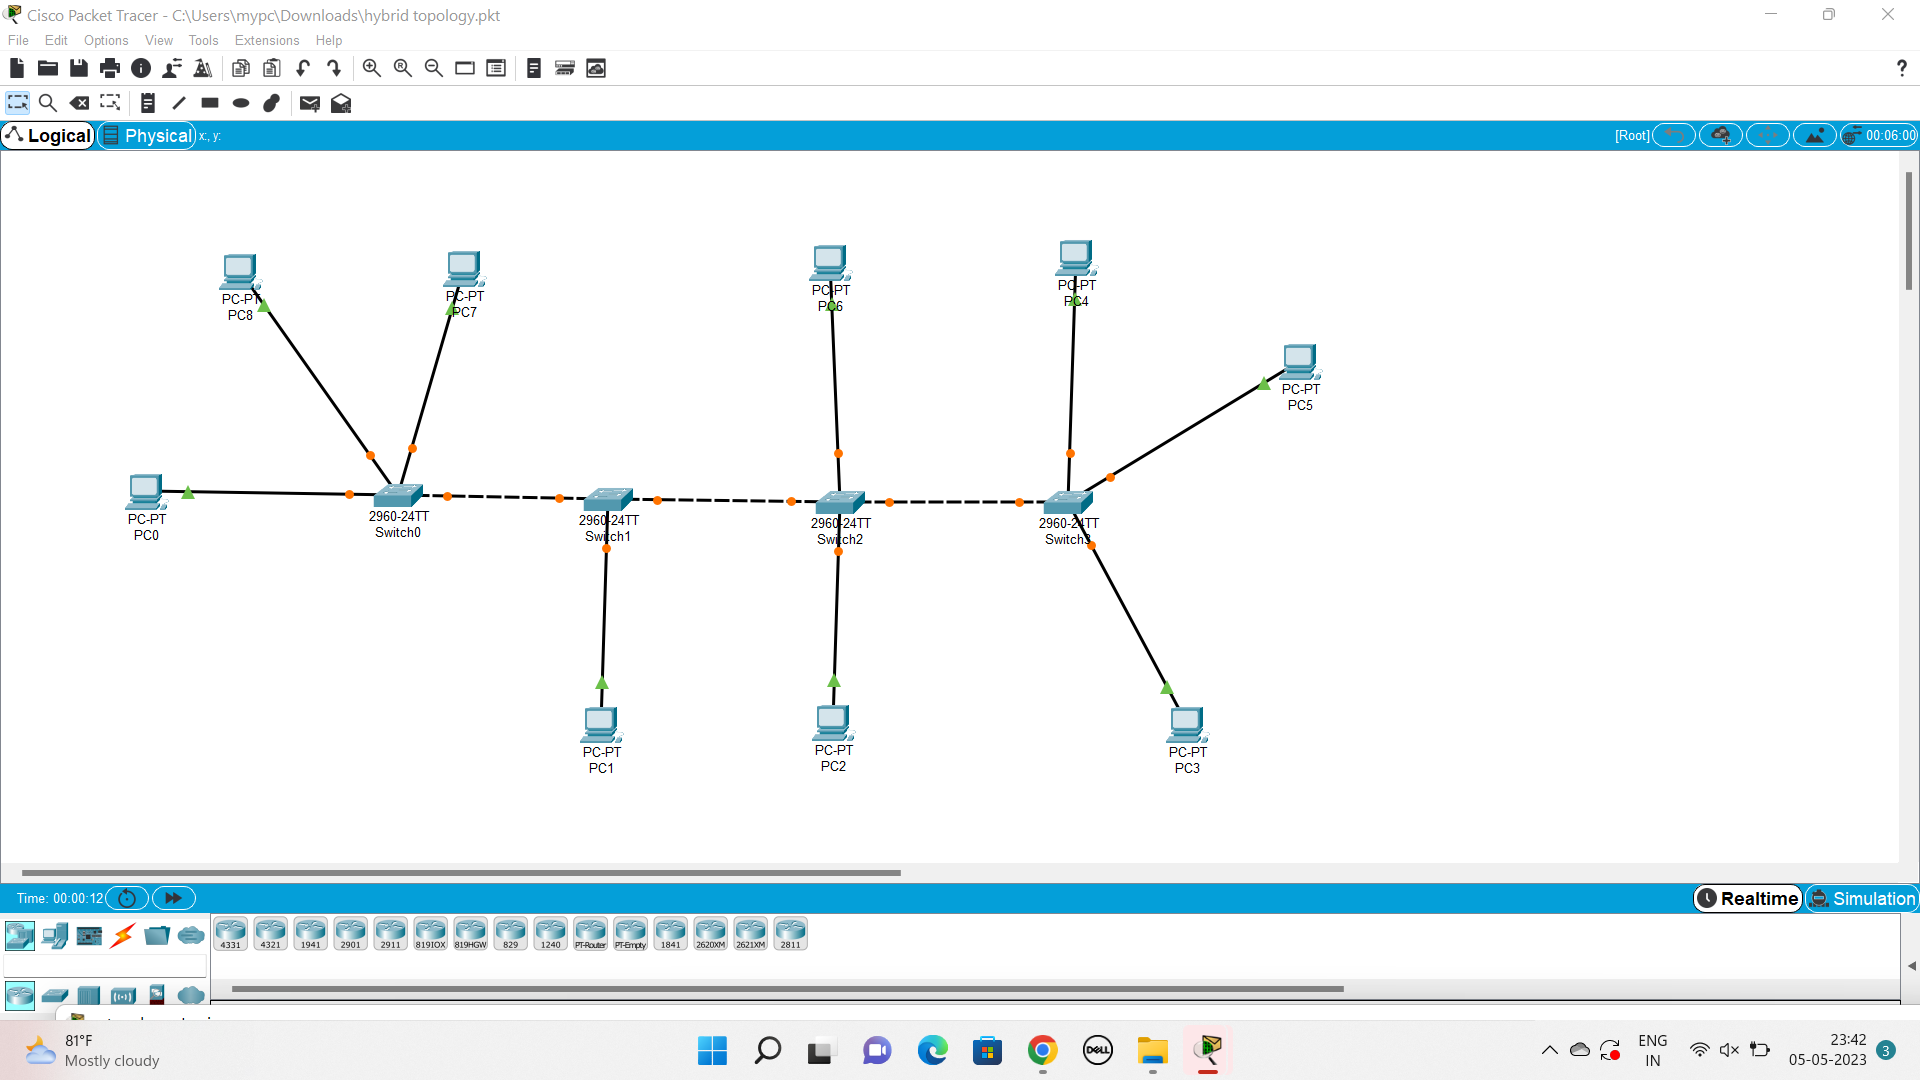 Cisco Packet Tracer - C:\Users\mypc\Downloads\hybrid topology.pkt
File Edit Options View Tools Extensions Help
Logical Physical x:, y: [Root] 00:06:00
PC-PT
PC8
PC-PT
PC7
PC-PT
PC6
PC-PT
PC4
PC-PT
PC5
PC-PT
PC0
2960-24TT
Switch0
2960-24TT
Switch1
2960-24TT
Switch2
2960-24TT
Switch3
PC-PT
PC1
PC-PT
PC2
PC-PT
PC3
Time: 00:00:12 Realtime Simulation
4331 4321 1941 2901 2911 819IOX 819HGW 829 1240 PT-Router PT-Empty 1841 2620XM 2621XM 2811
81°F
Mostly cloudy
DELL
ENG
IN
23:42
05-05-2023
3